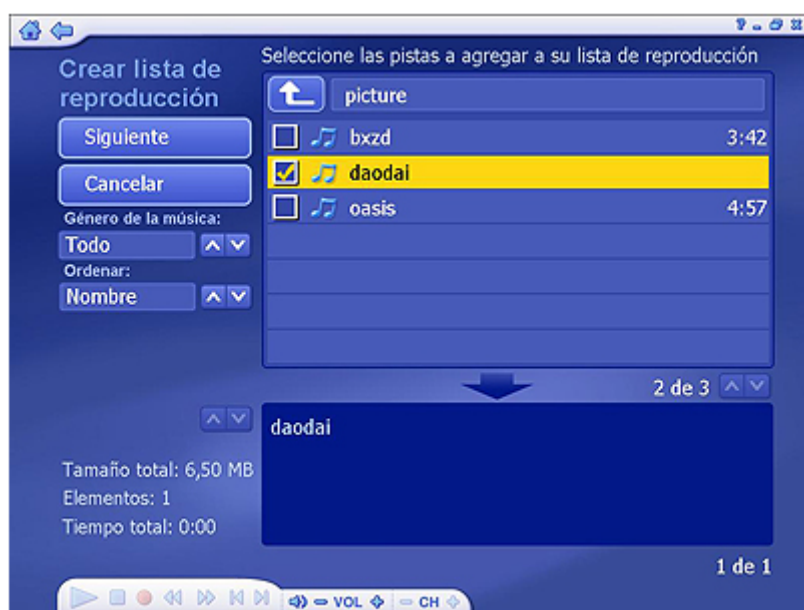 Crear lista de
reproducción
Siguiente
Cancelar
Género de la música:
Todo
Ordenar:
Nombre
Seleccione las pistas a agregar a su lista de reproducción
picture
bxzd 3:42
daodai
oasis 4:57
2 de 3
daodai
Tamaño total: 6,50 MB
Elementos: 1
Tiempo total: 0:00
1 de 1
VOL
CH